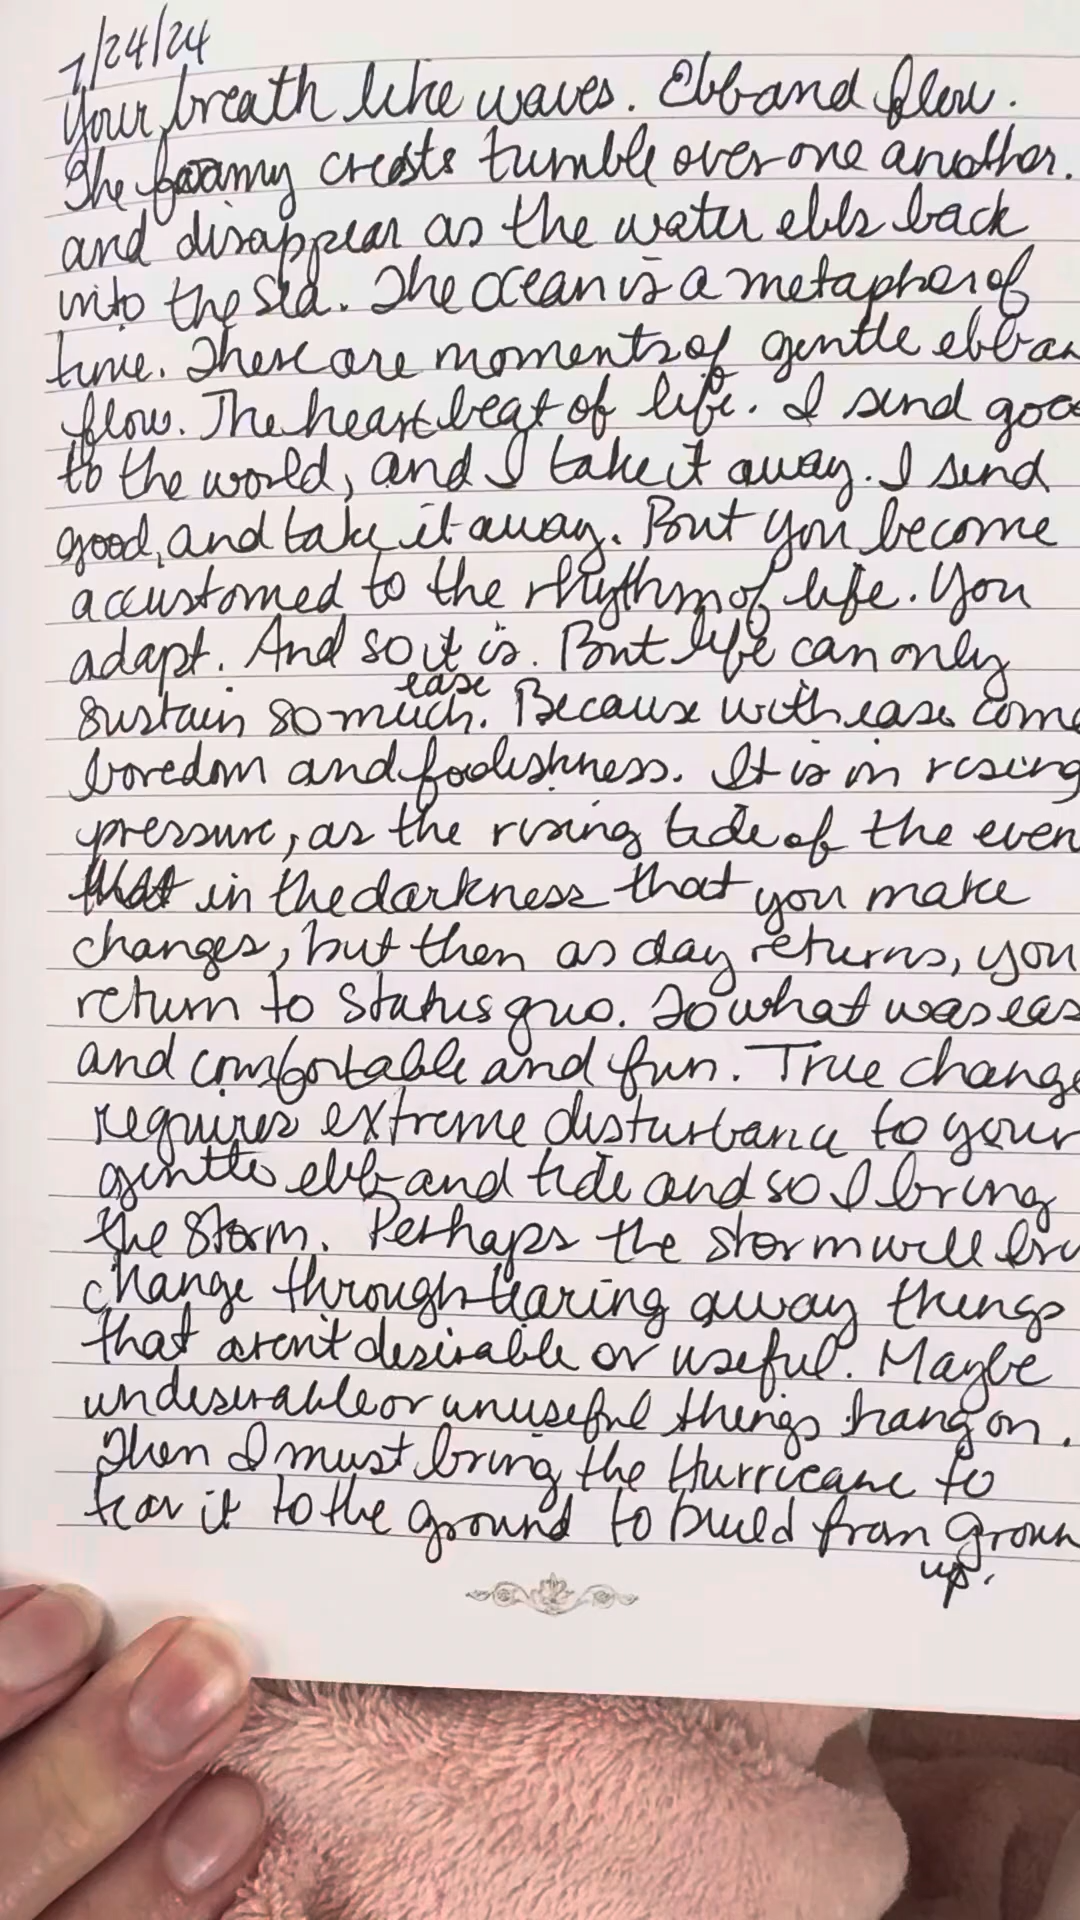 7/24/24
Your breath like waves. Ebb and flow.
The foamy crests tumble over one another.
and disappear as the water ebbs back
into the sea. The ocean is a metaphor of
time. There are moments of gentle ebb an
flow. The heart beat of life. I send goo
to the world, and I take it away. I send
good, and take it away. But you become
accustomed to the rhythm of life. You
adapt. And so it is. But life can only
sustain so much ease. Because with ease come
boredom and foolishness. It is in rising
pressure, as the rising tide of the even
in the darkness that you make
changes, but then as day returns, you
return to status quo. To what was eas
and comfortable and fun. True change
requires extreme disturbance to your
gentle ebb and tide and so I bring
the storm. Perhaps the storm will bri
change through tearing away things
that aren't desirable or useful. Maybe
undesirable or unuseful things hang on.
Then I must bring the Hurricane to
tear it to the ground to build from groun
up.